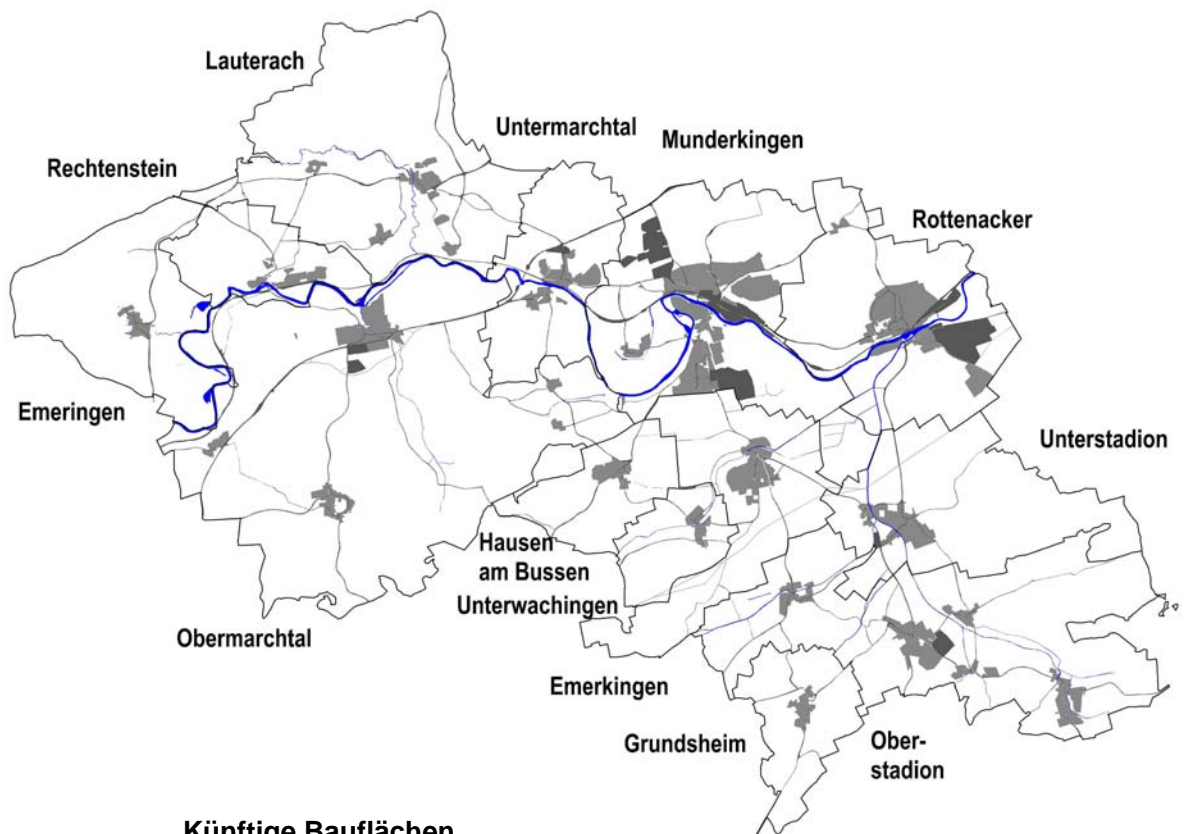 Lauterach
Untermarchtal
Munderkingen
Rechtenstein
Rottenacker
Emeringen
Unterstadion
Hausen
am Bussen
Unterwachingen
Obermarchtal
Emerkingen
Grundsheim
Ober-
stadion
Künftige Bauflächen